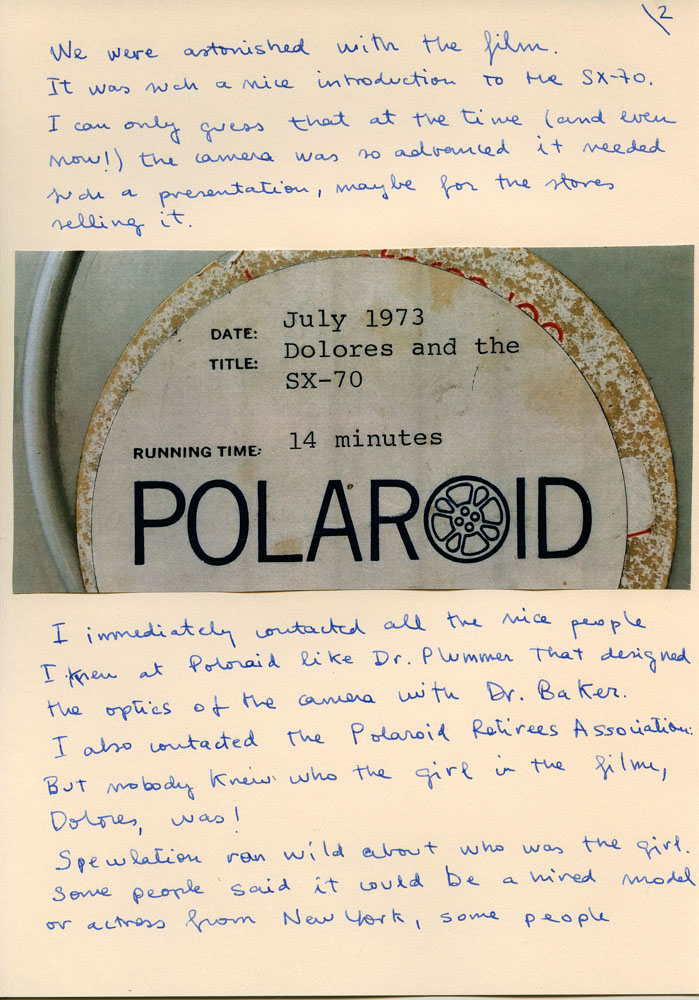 2
We were astonished with the film.
It was such a nice introduction to the SX-70.
I can only guess that at the time (and even
now!) the camera was so advanced it needed
such a presentation, maybe for the stores
selling it.
DATE: July 1973
TITLE: Dolores and the
SX-70
RUNNING TIME: 14 minutes
POLAROID
I immediately contacted all the nice people
I knew at Poloraid like Dr. Plummer that designed
the optics of the camera with Dr. Baker.
I also contacted the Polaroid Retirees Association.
But nobody knew who the girl in the film,
Dolores, was!
Speculation ran wild about who was the girl.
Some people said it could be a hired model
or actress from New York, some people